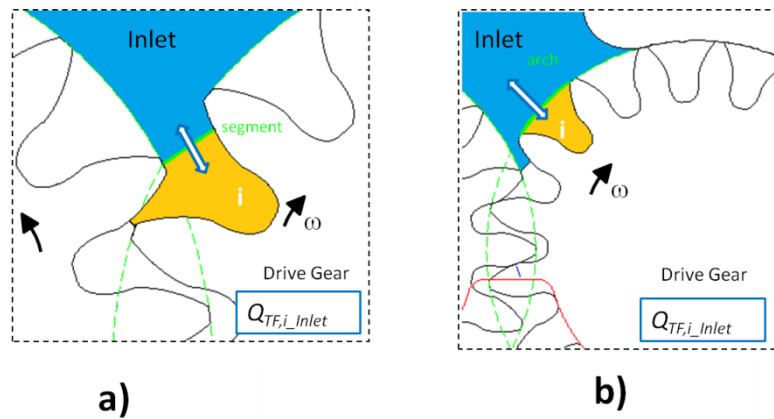 Inlet
segment
i
ω
Drive Gear
Q_{TF,i_Inlet}
a)
Inlet
arch
i
ω
Drive Gear
Q_{TF,i_Inlet}
b)